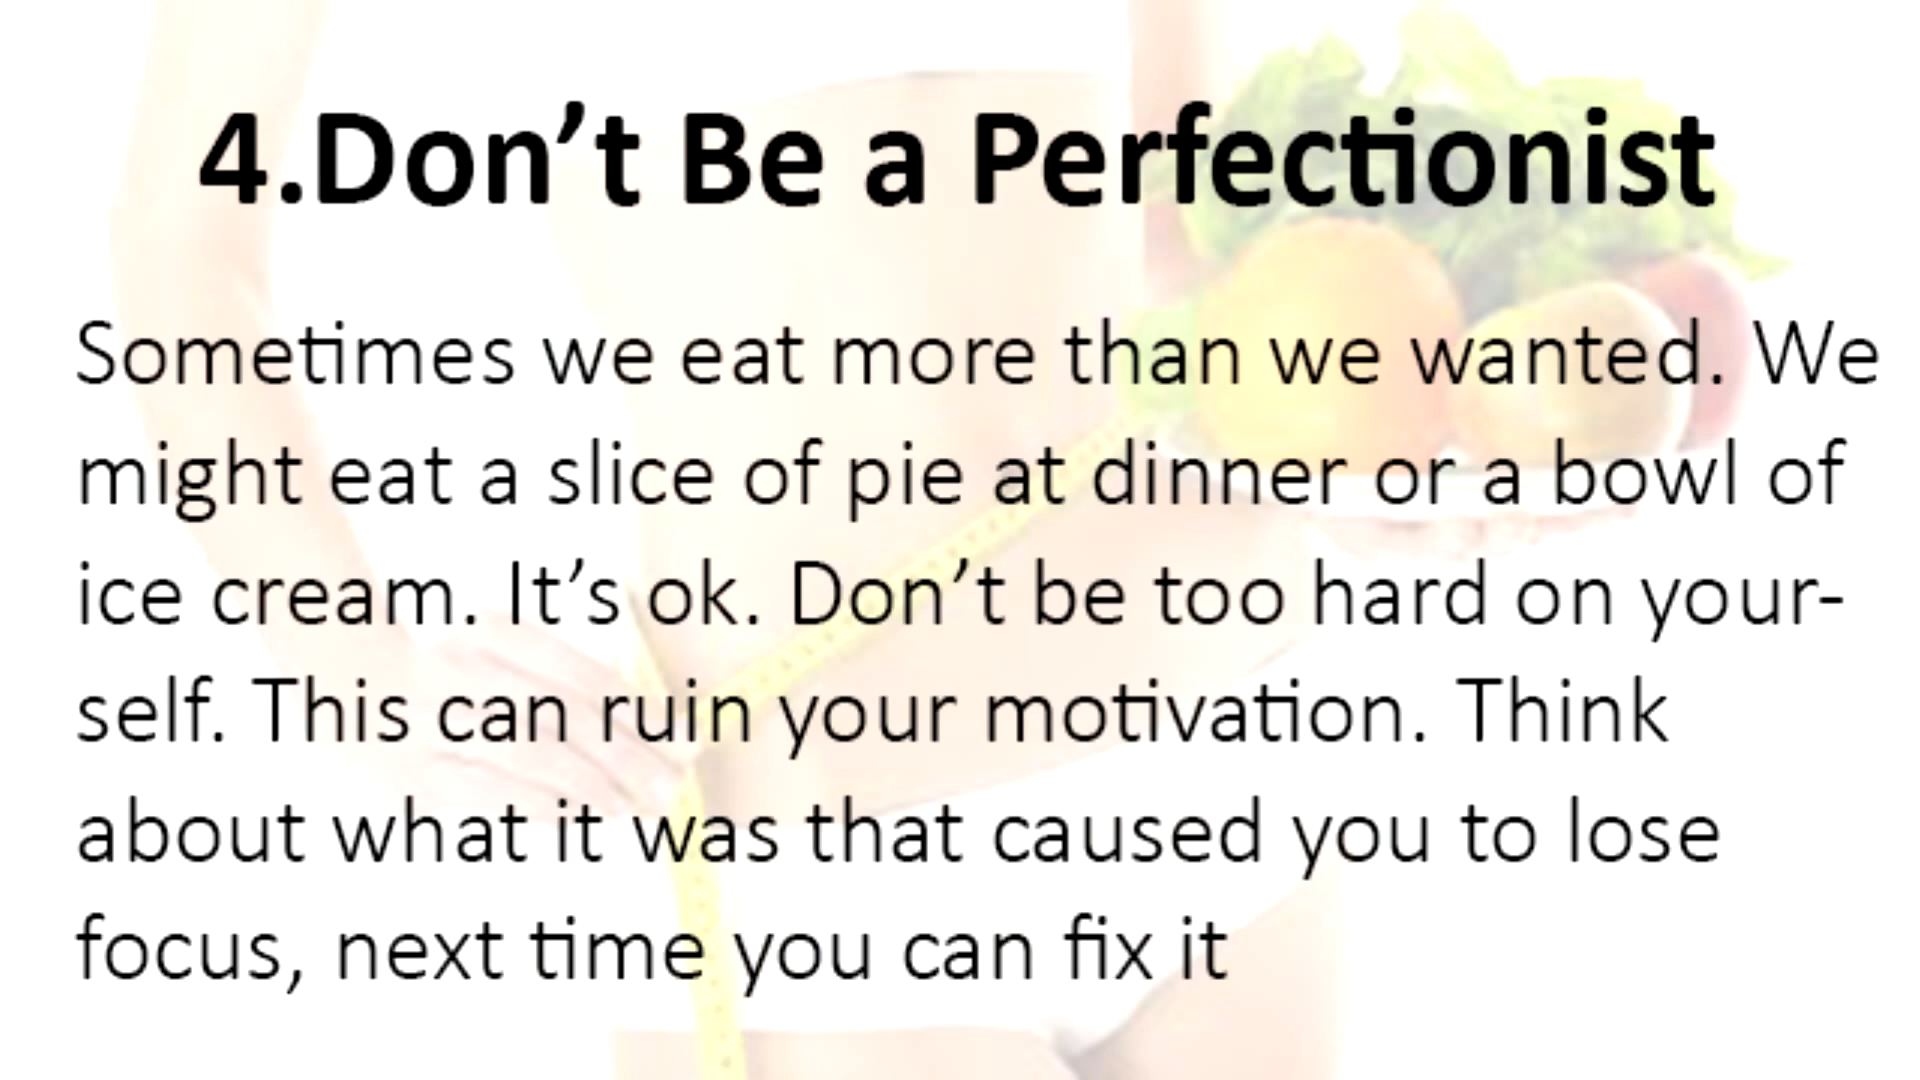 4.Don’t Be a Perfectionist
Sometimes we eat more than we wanted. We
might eat a slice of pie at dinner or a bowl of
ice cream. It’s ok. Don’t be too hard on your-
self. This can ruin your motivation. Think
about what it was that caused you to lose
focus, next time you can fix it